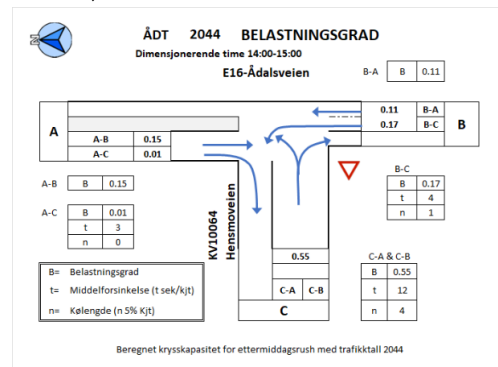 N
ÅDT 2044 BELASTNINGSGRAD
Dimensjonerende time 14:00-15:00
E16-Ådalsveien
B-A B 0.11
A
A-B 0.15
A-C 0.01
0.11 B-A
0.17 B-C
B
A-B B 0.15
A-C B 0.01
t 3
n 0
B-C
B 0.17
t 4
n 1
KV10064
Hensmoveien
0.55
C-A C-B
C
C-A & C-B
B 0.55
t 12
n 4
B= Belastningsgrad
t= Middelforsinkelse (t sek/kjt)
n= Kølengde (n 5% Kjt)
Beregnet krysskapasitet for ettermiddagsrush med trafikktall 2044